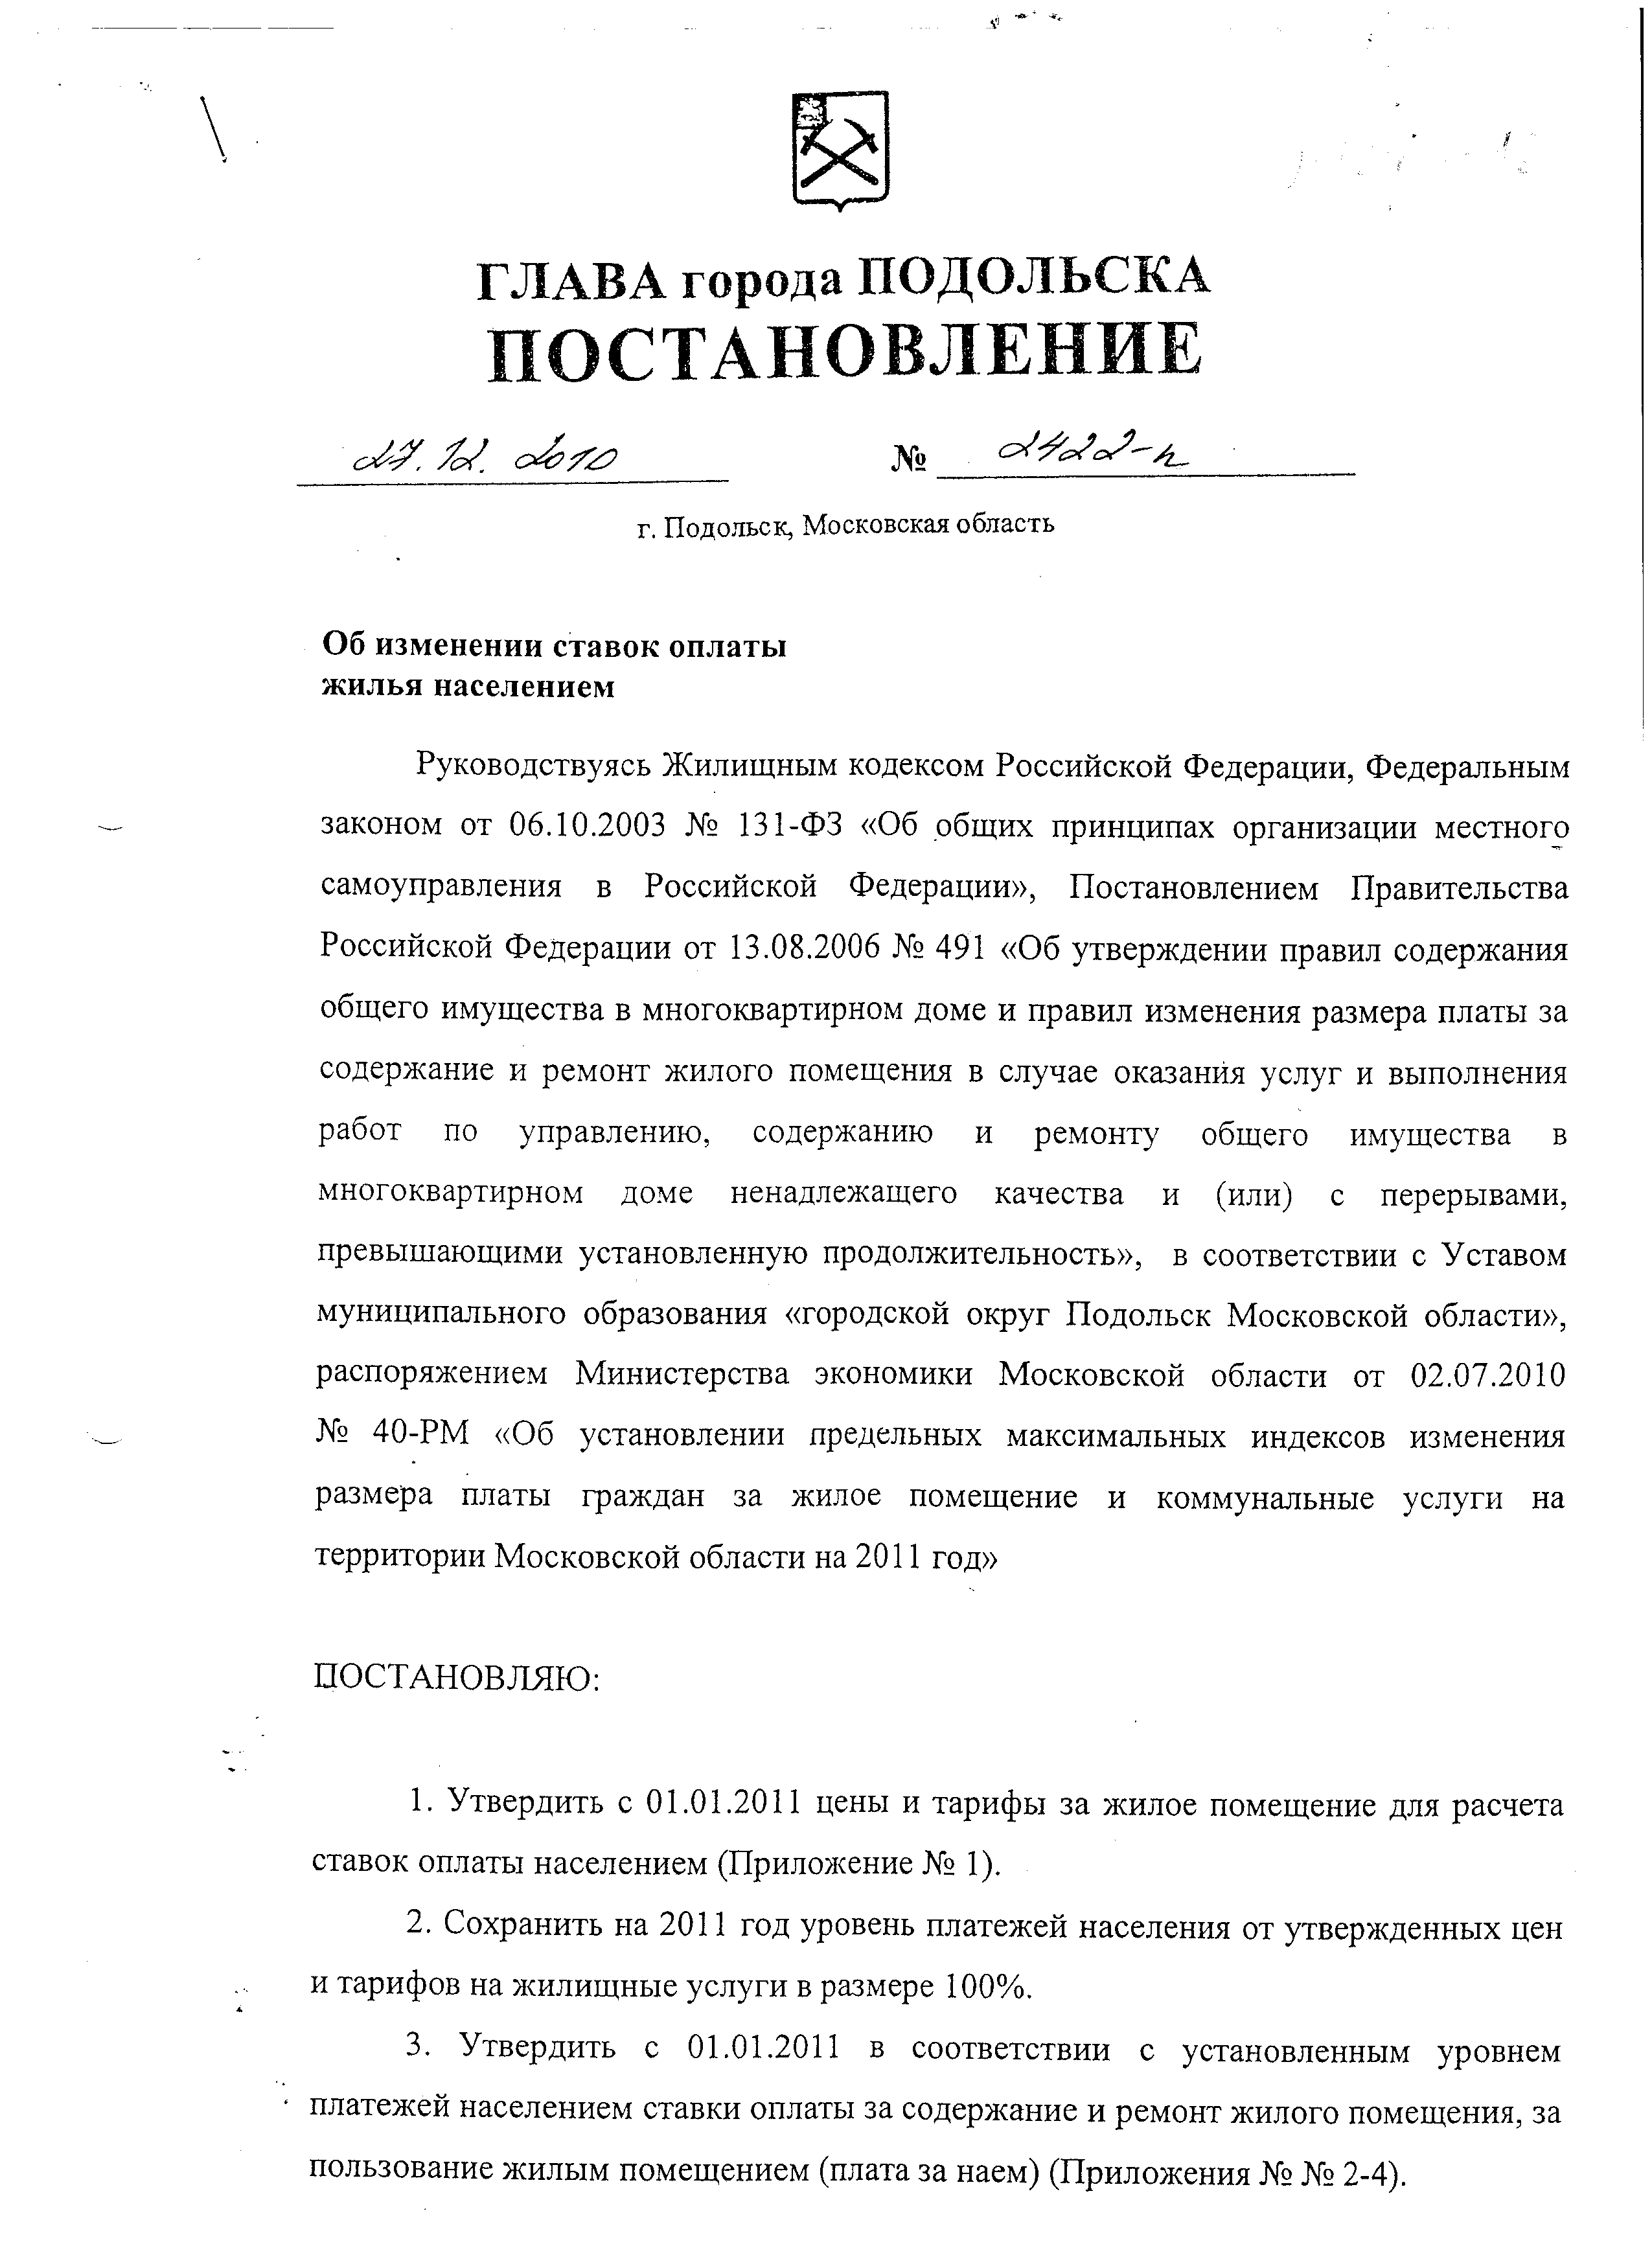 ГЛАВА города ПОДОЛЬСКА
ПОСТАНОВЛЕНИЕ
27.12.2010 № 2422-п
г. Подольск, Московская область
Об изменении ставок оплаты
жилья населением
Руководствуясь Жилищным кодексом Российской Федерации, Федеральным
законом от 06.10.2003 № 131-ФЗ «Об общих принципах организации местного
самоуправления в Российской Федерации», Постановлением Правительства
Российской Федерации от 13.08.2006 № 491 «Об утверждении правил содержания
общего имущества в многоквартирном доме и правил изменения размера платы за
содержание и ремонт жилого помещения в случае оказания услуг и выполнения
работ по управлению, содержанию и ремонту общего имущества в
многоквартирном доме ненадлежащего качества и (или) с перерывами,
превышающими установленную продолжительность», в соответствии с Уставом
муниципального образования «городской округ Подольск Московской области»,
распоряжением Министерства экономики Московской области от 02.07.2010
№ 40-РМ «Об установлении предельных максимальных индексов изменения
размера платы граждан за жилое помещение и коммунальные услуги на
территории Московской области на 2011 год»
ПОСТАНОВЛЯЮ:
1. Утвердить с 01.01.2011 цены и тарифы за жилое помещение для расчета
ставок оплаты населением (Приложение № 1).
2. Сохранить на 2011 год уровень платежей населения от утвержденных цен
и тарифов на жилищные услуги в размере 100%.
3. Утвердить с 01.01.2011 в соответствии с установленным уровнем
платежей населением ставки оплаты за содержание и ремонт жилого помещения, за
пользование жилым помещением (плата за наем) (Приложения № № 2-4).